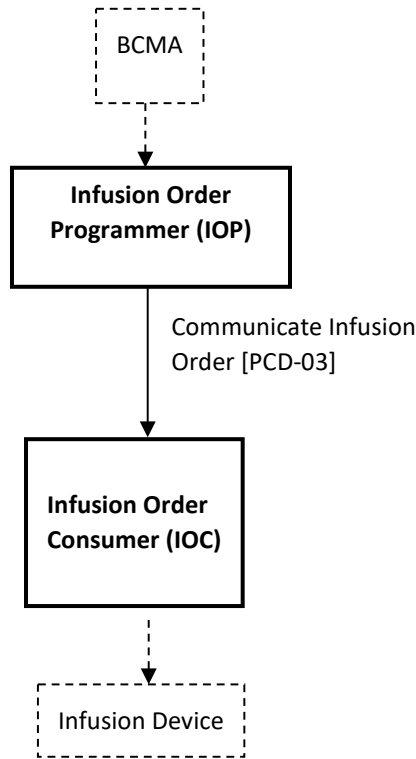 BCMA
Infusion Order
Programmer (IOP)
Communicate Infusion
Order [PCD-03]
Infusion Order
Consumer (IOC)
Infusion Device